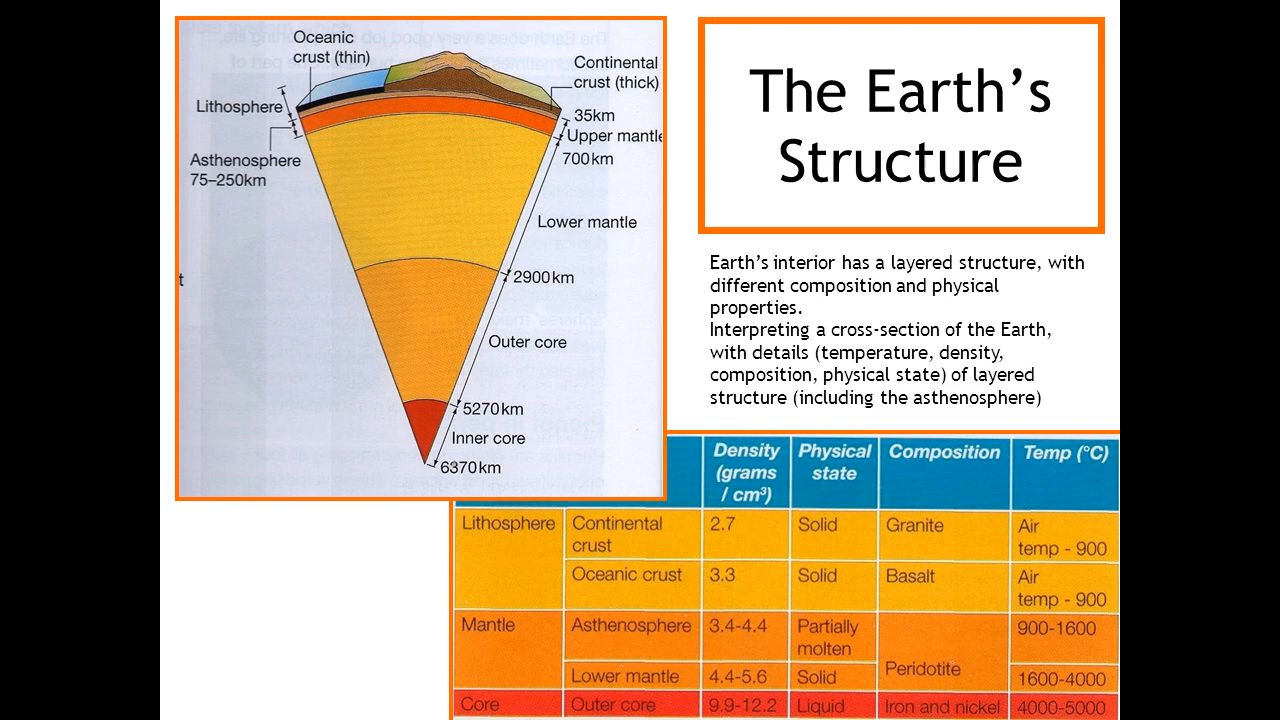 Oceanic
crust (thin)
Continental
crust (thick)
Lithosphere
35km
Upper mantle
Asthenosphere
75–250km
700km
Lower mantle
t
2900km
Outer core
5270km
Inner core
6370km
The Earth’s
Structure
Earth’s interior has a layered structure, with
different composition and physical
properties.
Interpreting a cross-section of the Earth,
with details (temperature, density,
composition, physical state) of layered
structure (including the asthenosphere)
Density (grams / cm³) Physical state Composition Temp (°C)
Lithosphere Continental crust 2.7 Solid Granite Air temp - 900
Oceanic crust 3.3 Solid Basalt Air temp - 900
Mantle Asthenosphere 3.4-4.4 Partially molten 900-1600
Lower mantle 4.4-5.6 Solid Peridotite 1600-4000
Core Outer core 9.9-12.2 Liquid Iron and nickel 4000-5000